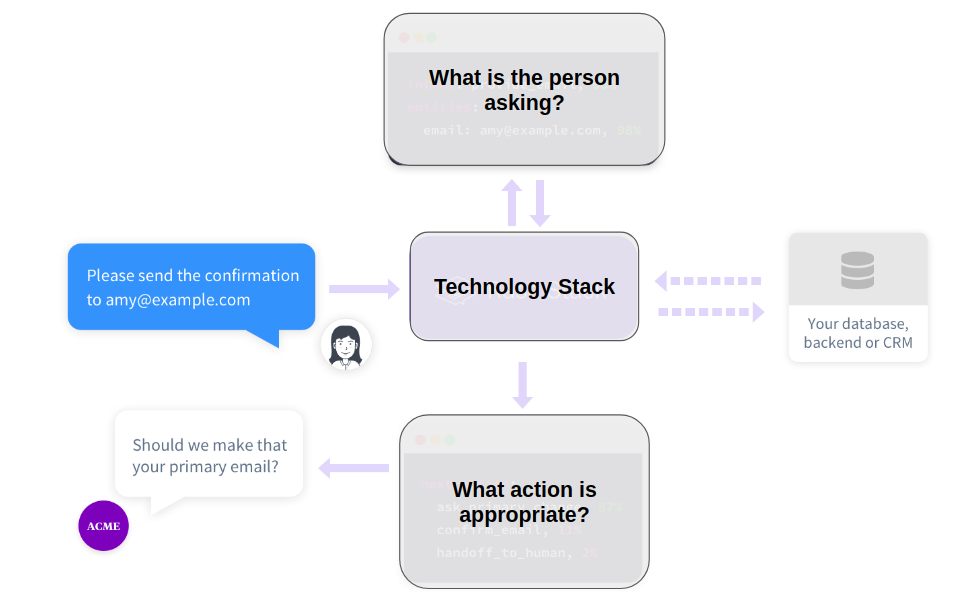 What is the person
asking?
email: amy@example.com, 98%
Please send the confirmation
to amy@example.com
Technology Stack
Your database,
backend or CRM
Should we make that
your primary email?
ACME
What action is
appropriate?
confirm_email,
handoff_to_human, 2%